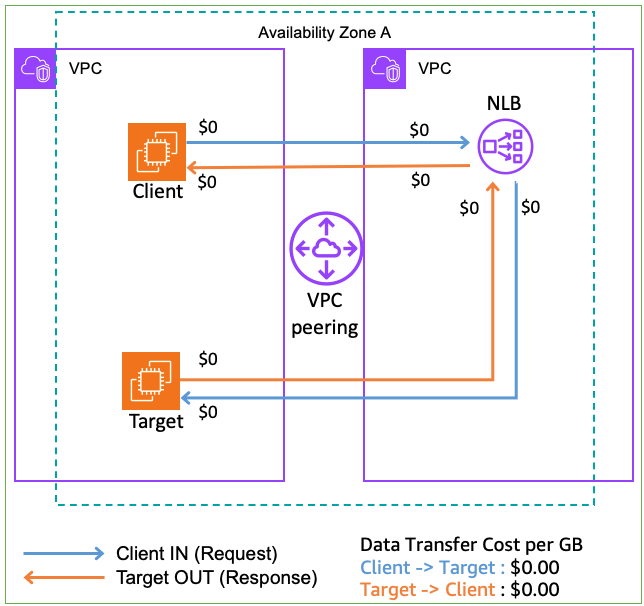 Availability Zone A
VPC
VPC
NLB
$0
$0
$0
$0
Client
$0
$0
VPC
peering
$0
$0
Target
Client IN (Request)
Target OUT (Response)
Data Transfer Cost per GB
Client -> Target : $0.00
Target -> Client : $0.00